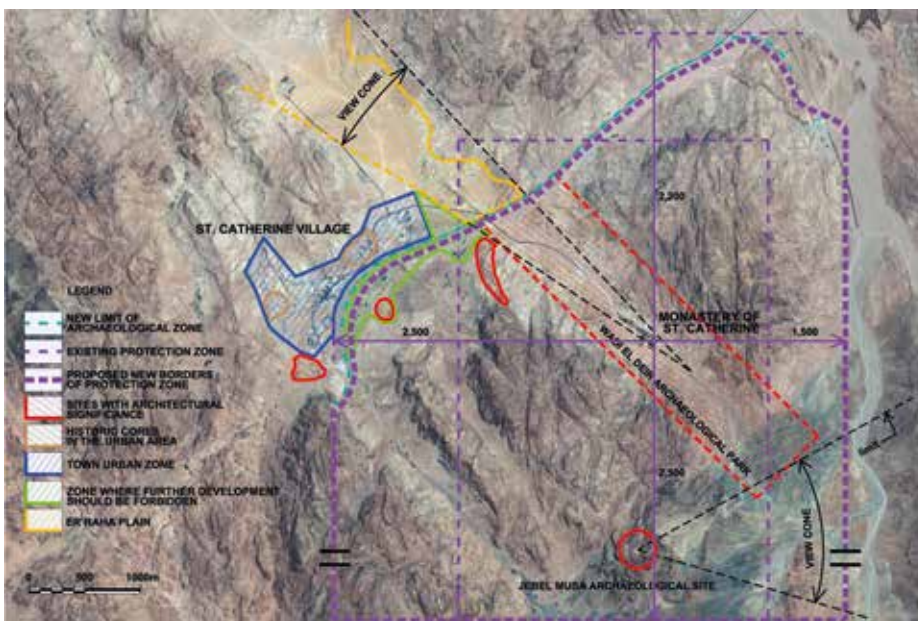 VIEW CONE
ST. CATHERINE VILLAGE
2,200
LEGEND
NEW LIMIT OF
ARCHAEOLOGICAL ZONE
EXISTING PROTECTION ZONE
PROPOSED NEW BORDERS
OF PROTECTION ZONE
SITES WITH ARCHITECTURAL
SIGNIFICANCE
HISTORIC CORES
IN THE URBAN AREA
TOWN URBAN ZONE
ZONE WHERE FURTHER DEVELOPMENT
SHOULD BE FORBIDDEN
ER RAHA PLAIN
0 500 1000m
2.500
MONASTERY OF
ST. CATHERINE
1.500
WADI EL DEIR ARCHAEOLOGICAL PARK
2,500
limit
VIEW CONE
JEBEL MUSA ARCHAEOLOGICAL SITE